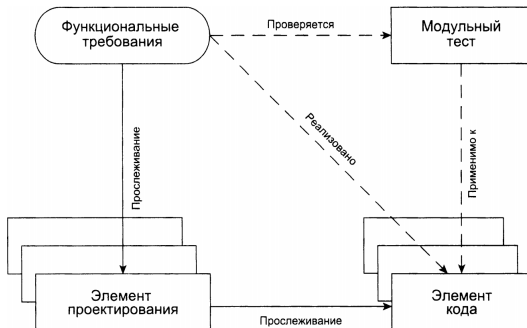 Функциональные
требования
Проверяется
Модульный
тест
Прослеживание
Реализовано
Применимо к
Элемент
проектирования
Прослеживание
Элемент
кода